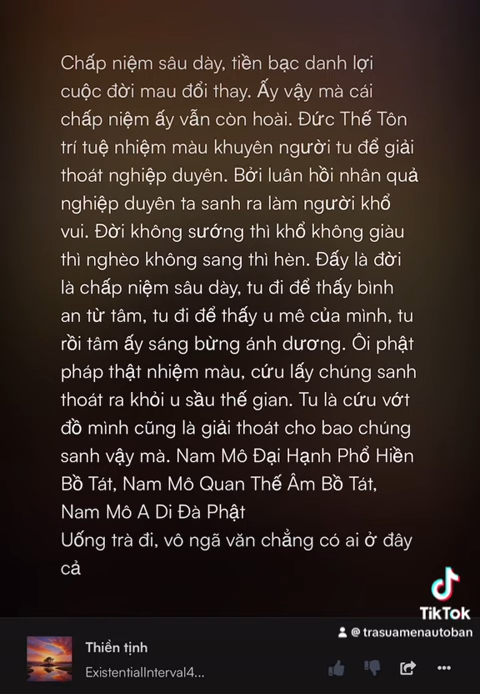 Chấp niệm sâu dày, tiền bạc danh lợi
cuộc đời mau đổi thay. Ấy vậy mà cái
chấp niệm ấy vẫn còn hoài. Đức Thế Tôn
trí tuệ nhiệm màu khuyên người tu để giải
thoát nghiệp duyên. Bởi luân hồi nhân quả
nghiệp duyên ta sanh ra làm người khổ
vui. Đời không sướng thì khổ không giàu
thì nghèo không sang thì hèn. Đấy là đời
là chấp niệm sâu dày, tu đi để thấy bình
an từ tâm, tu đi để thấy u mê của mình, tu
rồi tâm ấy sáng bừng ánh dương. Ôi phật
pháp thật nhiệm màu, cứu lấy chúng sanh
thoát ra khỏi u sầu thế gian. Tu là cứu vớt
đồ mình cũng là giải thoát cho bao chúng
sanh vậy mà. Nam Mô Đại Hạnh Phổ Hiền
Bồ Tát, Nam Mô Quan Thế Âm Bồ Tát,
Nam Mô A Di Đà Phật
Uống trà đi, vô ngã văn chẳng có ai ở đây
cả
TikTok
@ trasuamenautoban
Thiền tịnh
ExistentialInterval4...